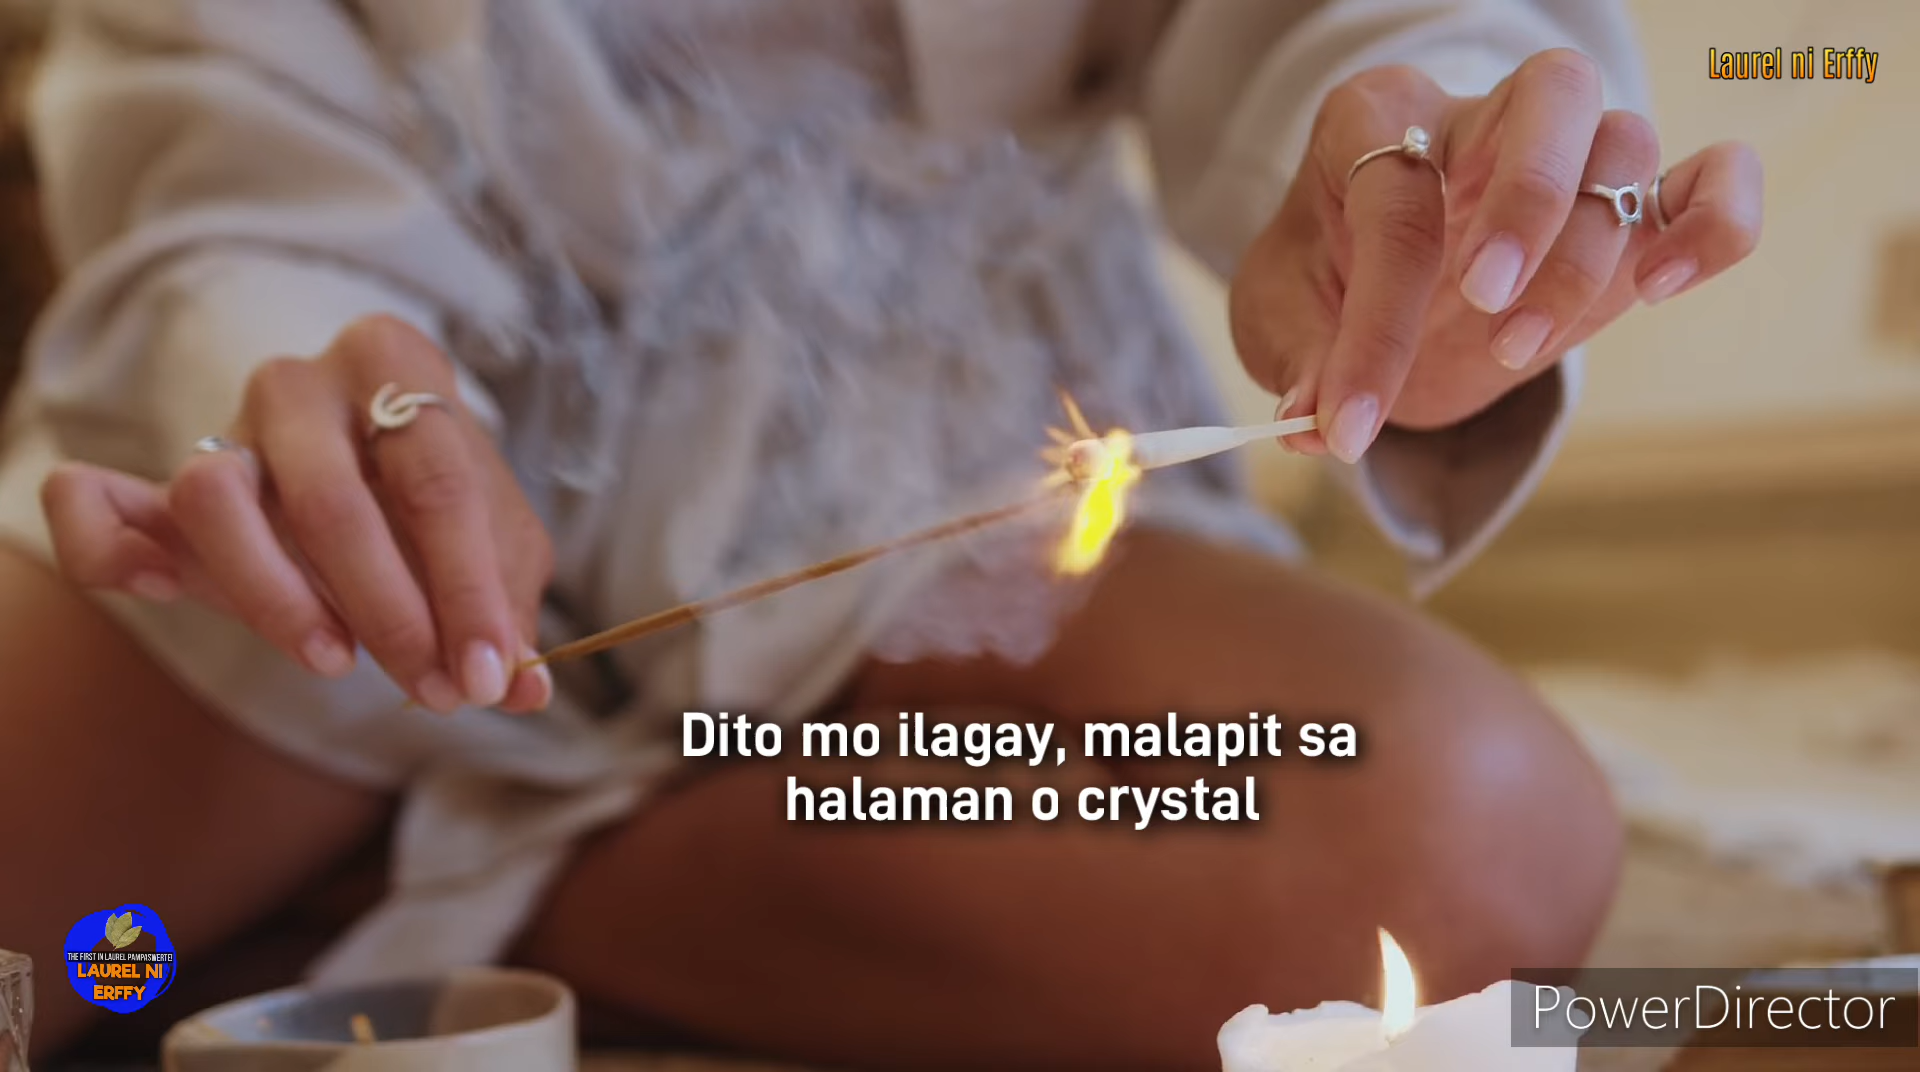 Laurel ni Erffy
Dito mo ilagay, malapit sa
halaman o crystal
THE FIRST IN LAUREL PAMPASWERTE!
LAUREL NI
ERFFY
PowerDirector